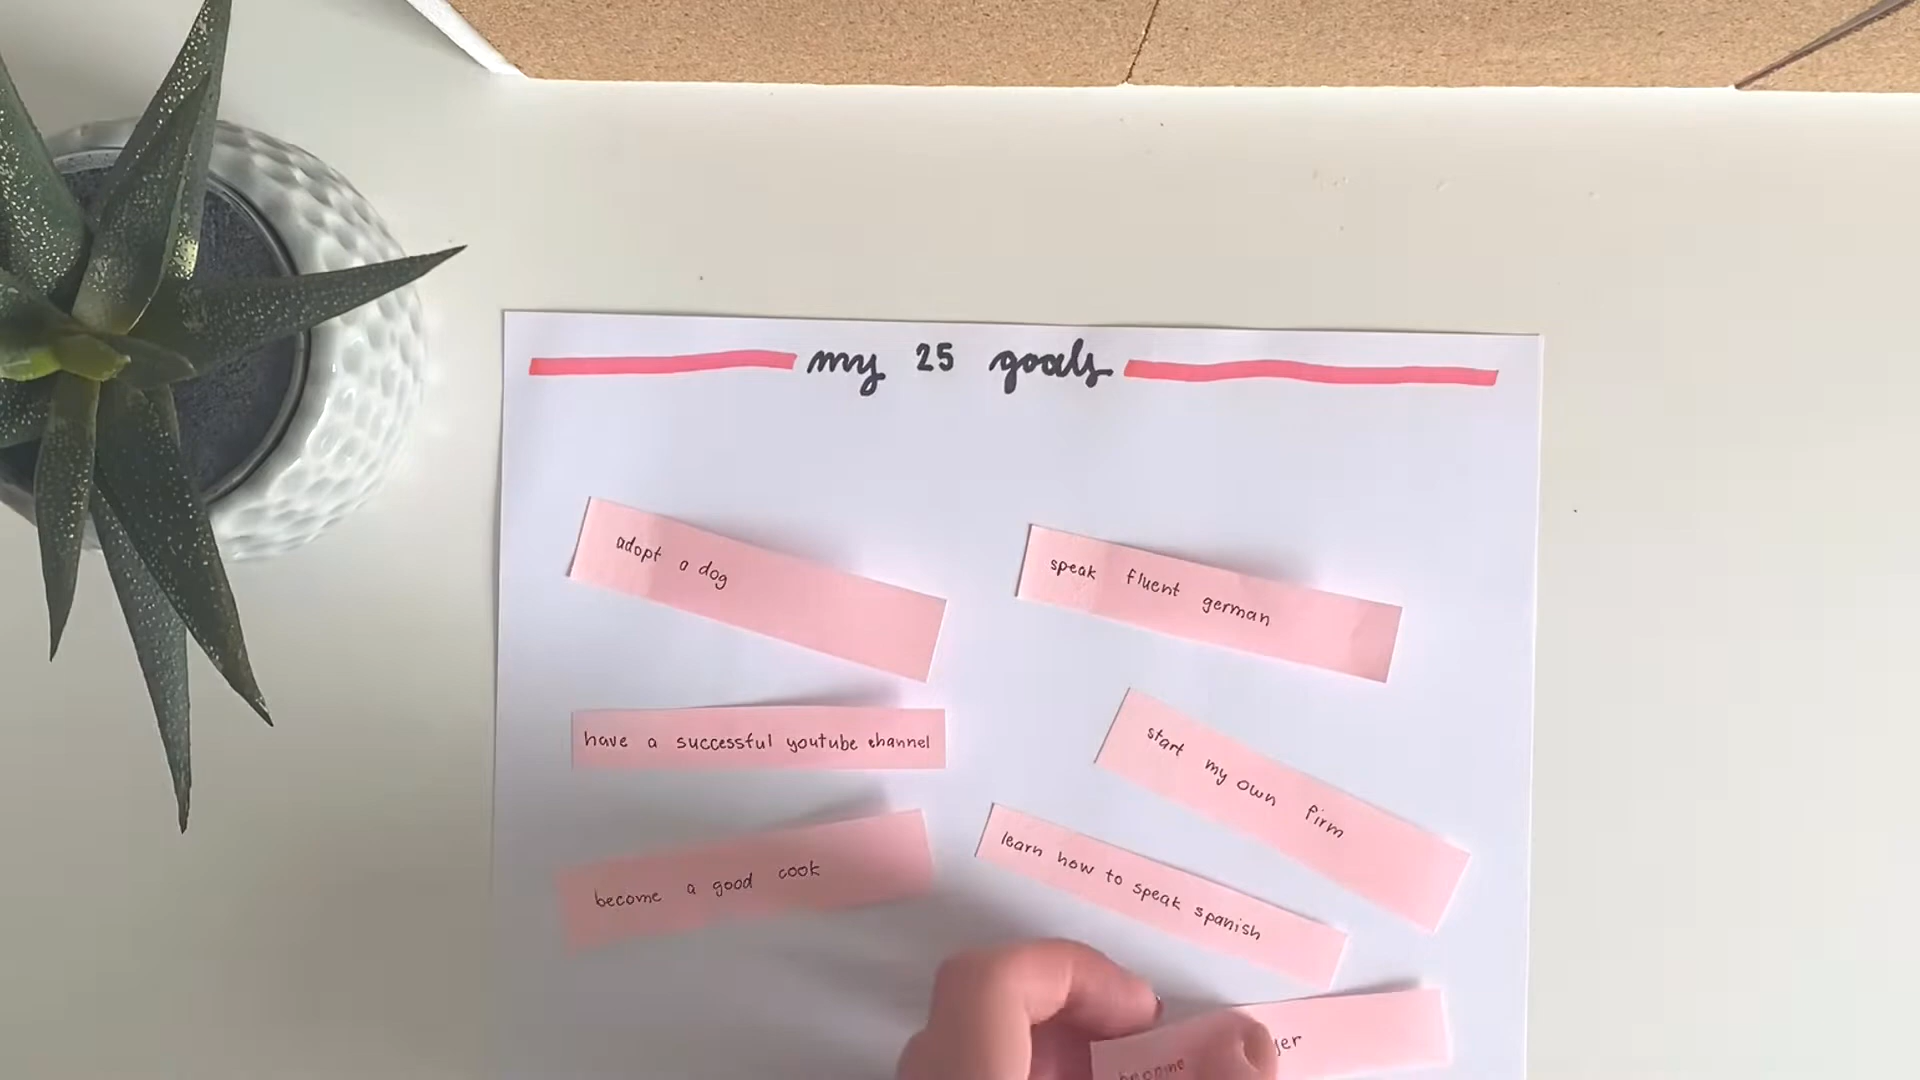 my 25 goals
adopt a dog
speak fluent german
have a successful youtube channel
start my own firm
become a good cook
learn how to speak spanish
become